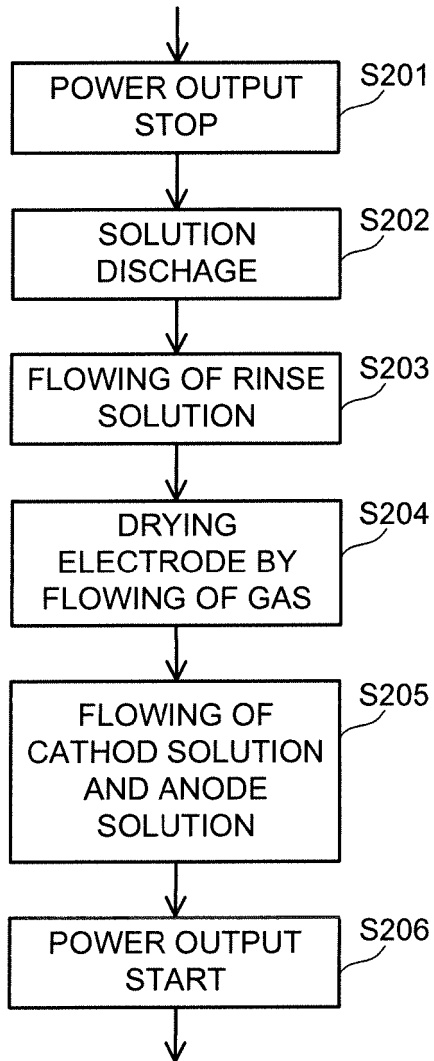 S201
POWER OUTPUT
STOP
S202
SOLUTION
DISCHAGE
S203
FLOWING OF RINSE
SOLUTION
S204
DRYING
ELECTRODE BY
FLOWING OF GAS
S205
FLOWING OF
CATHOD SOLUTION
AND ANODE
SOLUTION
S206
POWER OUTPUT
START